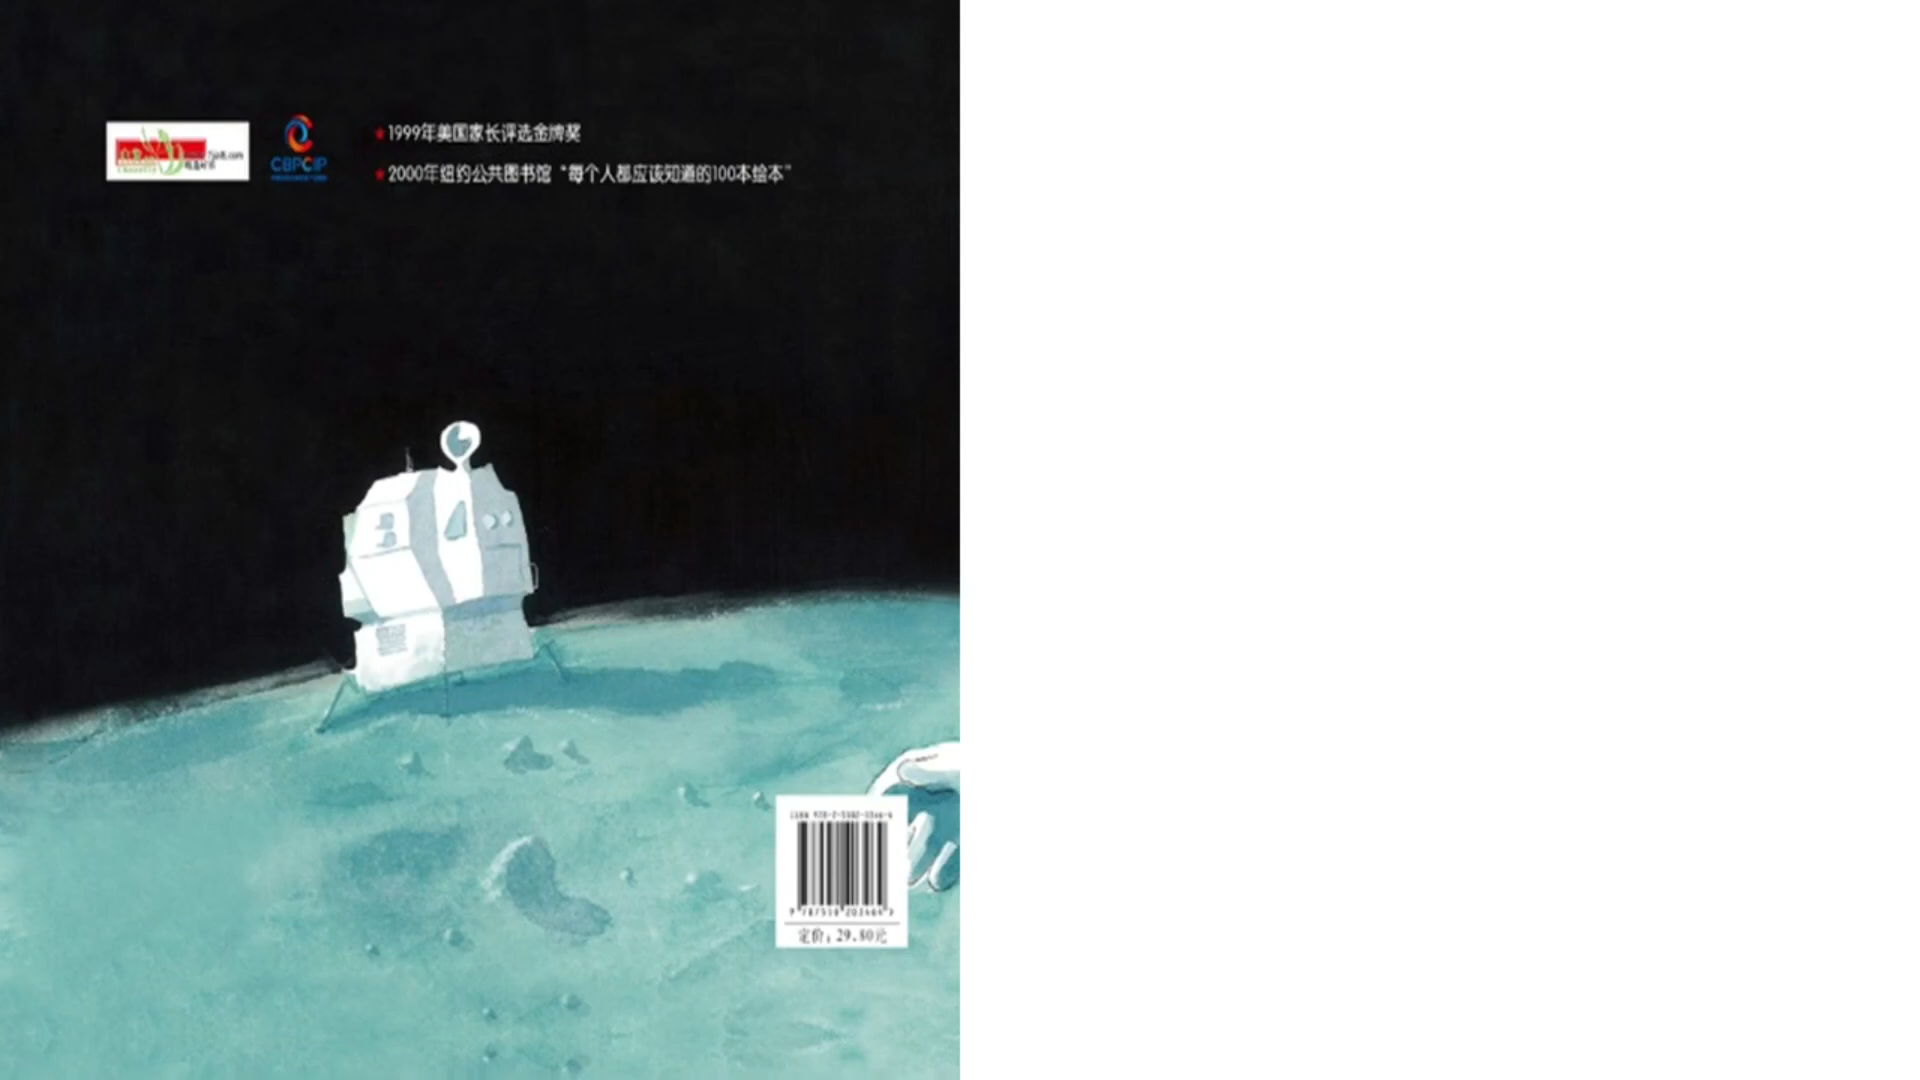 CBPCIP
★1999年美国家长评选金牌奖
★2000年纽约公共图书馆“每个人都应该知道的100本绘本”
定价：29.80元